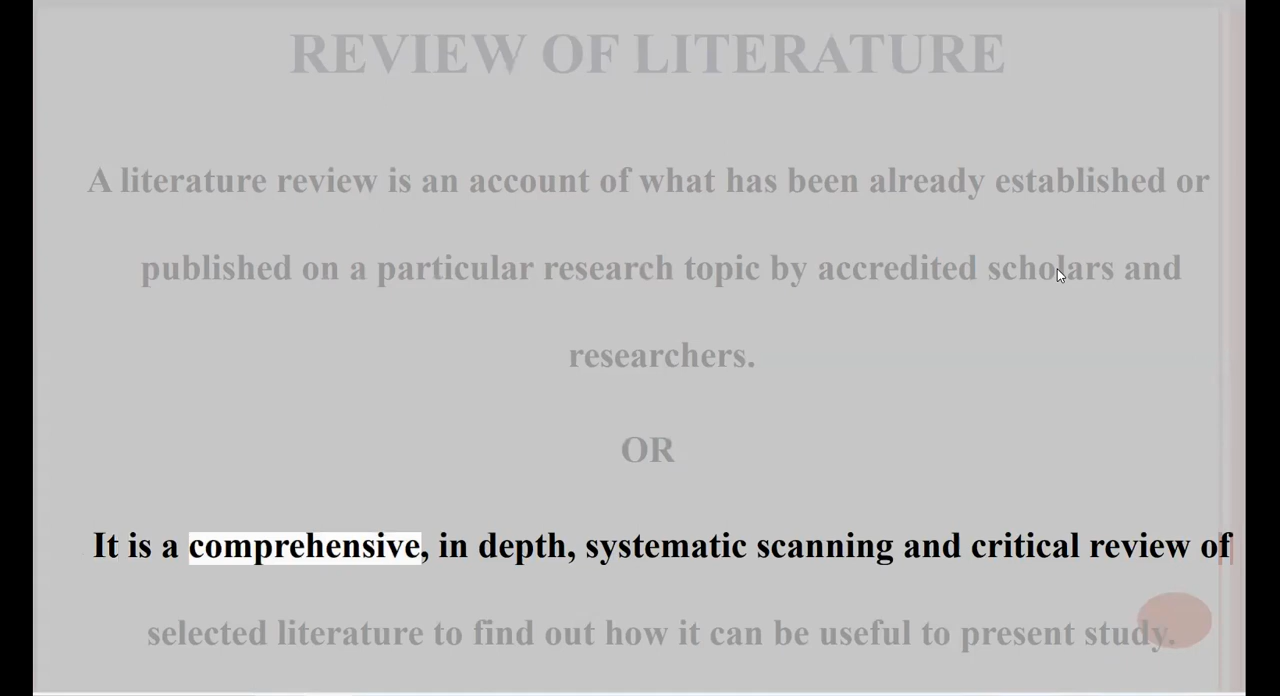 REVIEW OF LITERATURE
A literature review is an account of what has been already established or
published on a particular research topic by accredited scholars and
researchers.
OR
It is a comprehensive, in depth, systematic scanning and critical review of
selected literature to find out how it can be useful to present study.